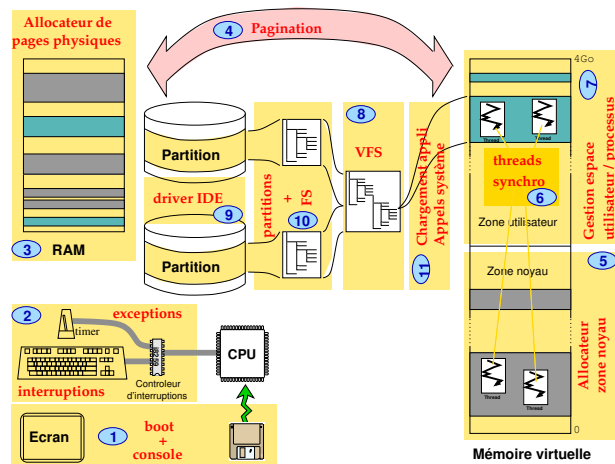 Allocateur de
pages physiques
3
RAM
4
Pagination
Partition
driver IDE
9
Partition
partitions
+
FS
10
8
VFS
11
Chargement appli
Appels système
4Go
7
Thread
Thread
threads
synchro
6
Zone utilisateur
Gestion espace
utilisateur / processus
Zone noyau
5
Allocateur
zone noyau
Thread
Thread
0
Mémoire virtuelle
2
exceptions
timer
interruptions
Controleur
d'interruptions
CPU
Ecran
1
boot
+
console